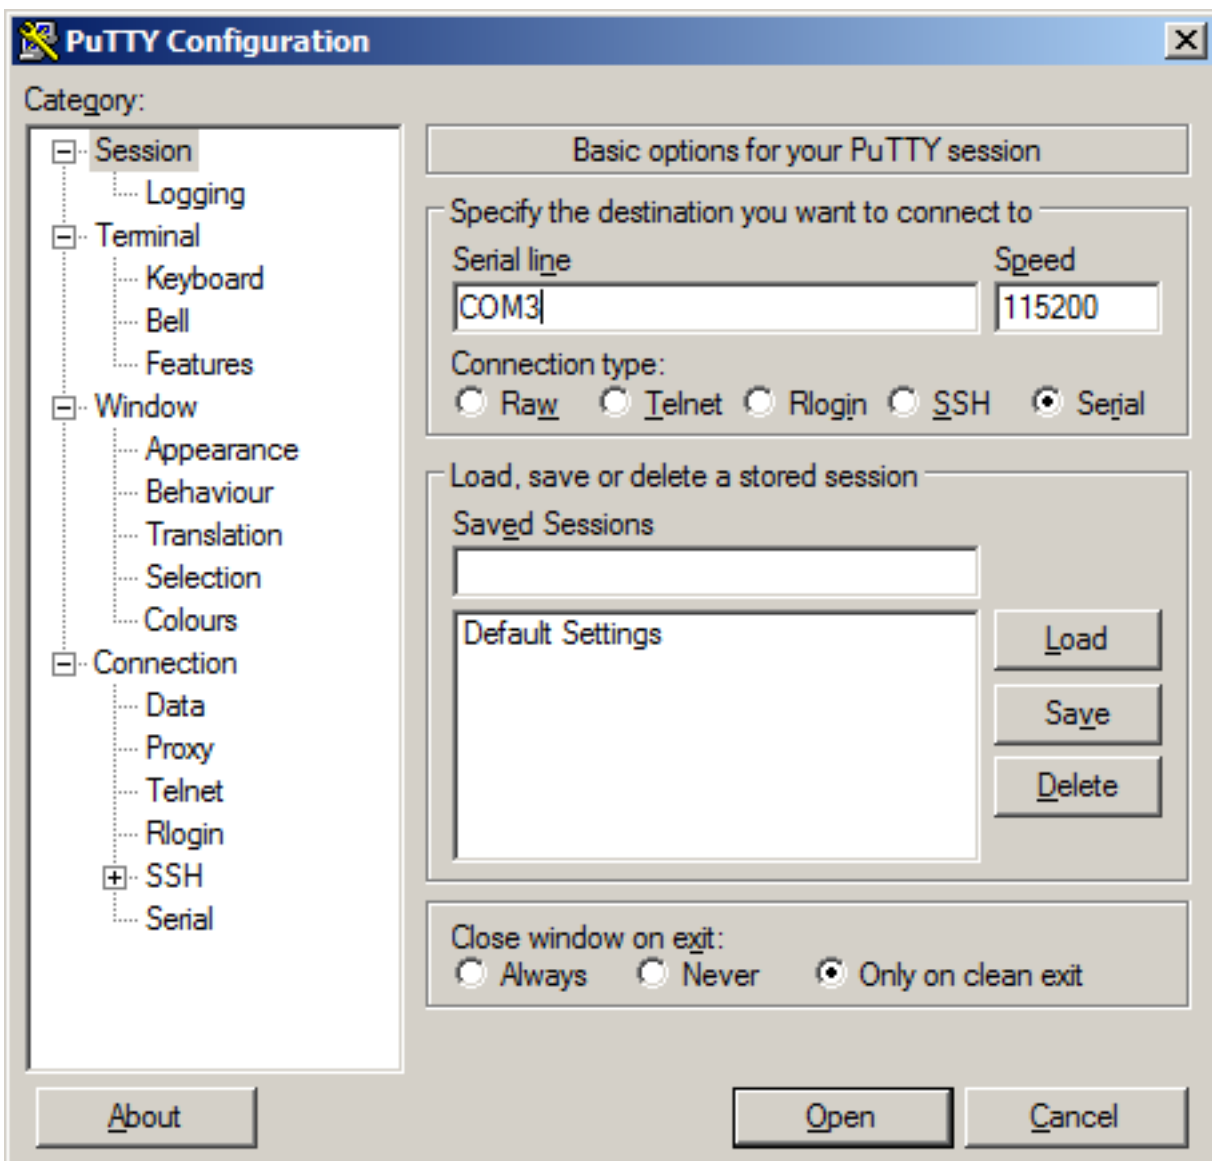 PuTTY Configuration
Category:
Session
Logging
Terminal
Keyboard
Bell
Features
Window
Appearance
Behaviour
Translation
Selection
Colours
Connection
Data
Proxy
Telnet
Rlogin
SSH
Serial
Basic options for your PuTTY session
Specify the destination you want to connect to
Serial line Speed
COM3 115200
Connection type:
Raw Telnet Rlogin SSH Serial
Load, save or delete a stored session
Saved Sessions
Default Settings
Load
Save
Delete
Close window on exit:
Always Never Only on clean exit
About Open Cancel